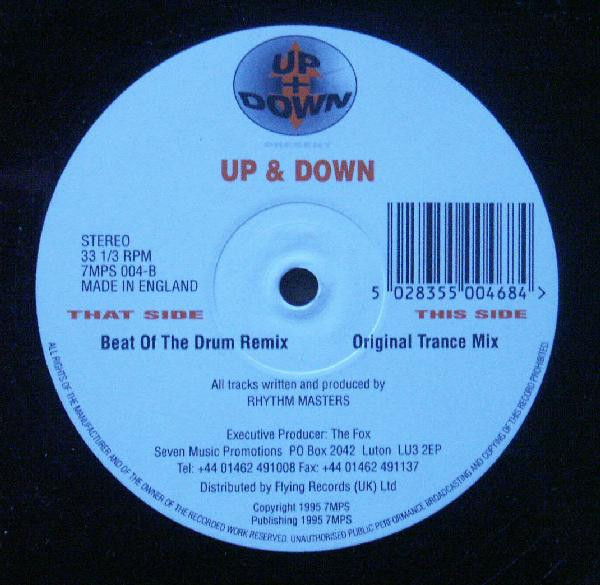 UP
+
DOWN
PRESENT
UP & DOWN
STEREO
33 1/3 RPM
7MPS 004-B
MADE IN ENGLAND
5 028355 004684 >
THAT SIDE
THIS SIDE
Beat Of The Drum Remix
Original Trance Mix
All tracks written and produced by
RHYTHM MASTERS
Executive Producer: The Fox
Seven Music Promotions PO Box 2042 Luton LU3 2EP
Tel: +44 01462 491008 Fax: +44 01462 491137
Distributed by Flying Records (UK) Ltd
Copyright 1995 7MPS
Publishing 1995 7MPS
ALL RIGHTS OF THE MANUFACTURER AND OF THE OWNER OF THE RECORDED WORK RESERVED. UNAUTHORISED PUBLIC PERFORMANCE BROADCASTING AND COPYING OF THIS RECORD PROHIBITED.